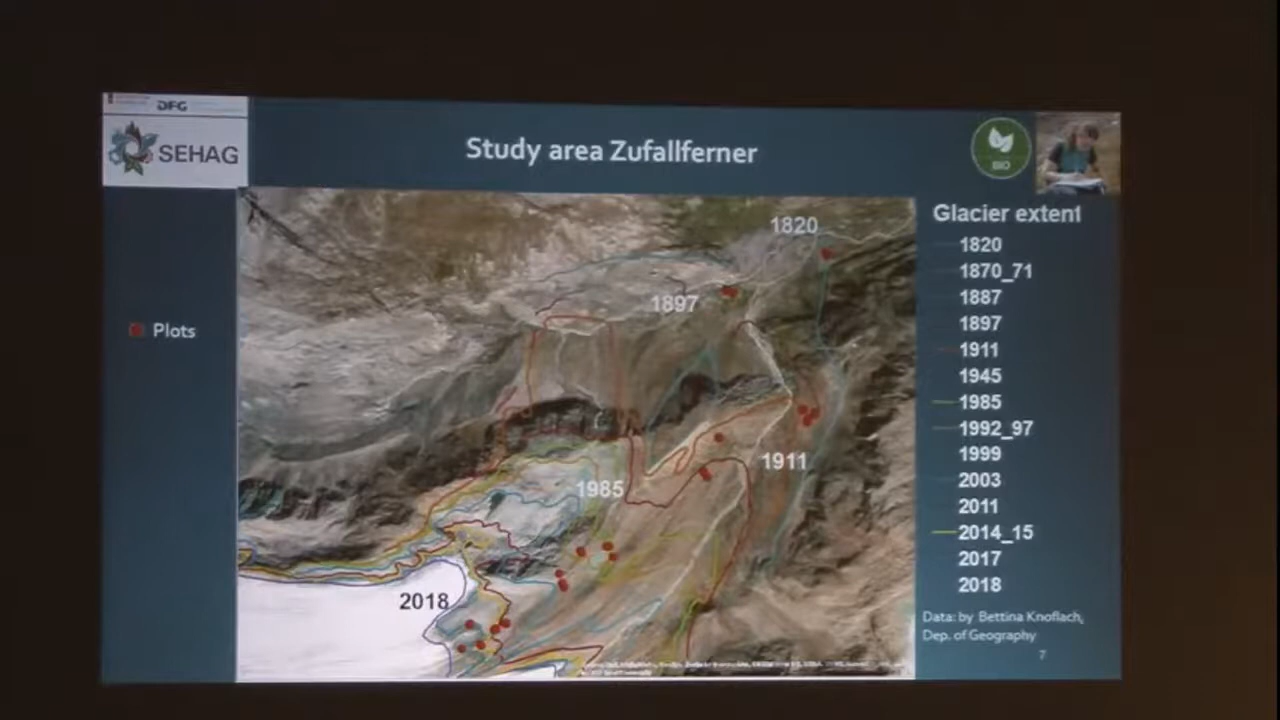 DFG
SEHAG
Study area Zufallferner
BIO
Plots
1820
1897
1911
1985
2018
Glacier extent
1820
1870_71
1887
1897
1911
1945
1985
1992_97
1999
2003
2011
2014_15
2017
2018
Data: by Bettina Knoflach,
Dep. of Geography
7